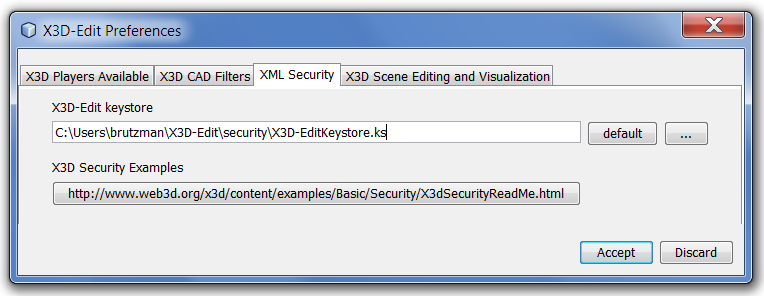 X3D-Edit Preferences
X3D Players Available X3D CAD Filters XML Security X3D Scene Editing and Visualization
X3D-Edit keystore
C:\Users\brutzman\X3D-Edit\security\X3D-EditKeystore.ks default ...
X3D Security Examples
http://www.web3d.org/x3d/content/examples/Basic/Security/X3dSecurityReadMe.html
Accept Discard